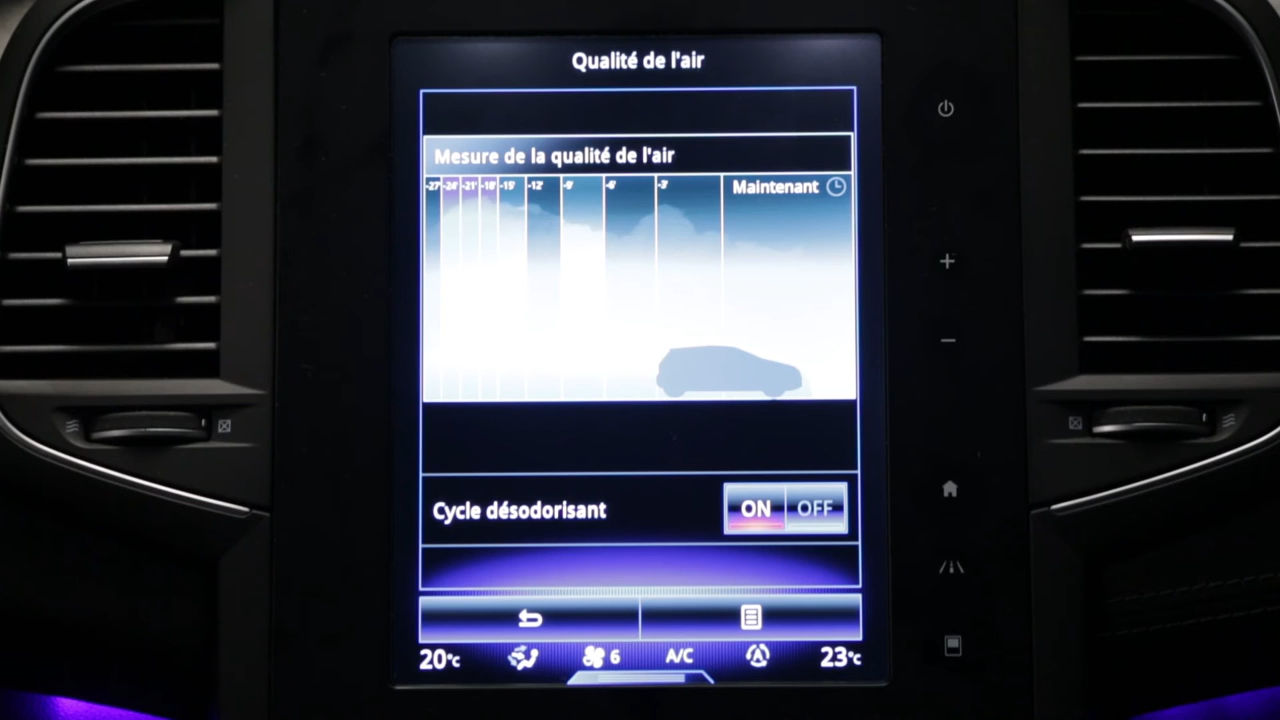 Qualité de l'air
Mesure de la qualité de l'air
-27' -24' -21' -18' -15' -12' -9' -6' -3' Maintenant
Cycle désodorisant ON OFF
20°c 6 A/C 23°c